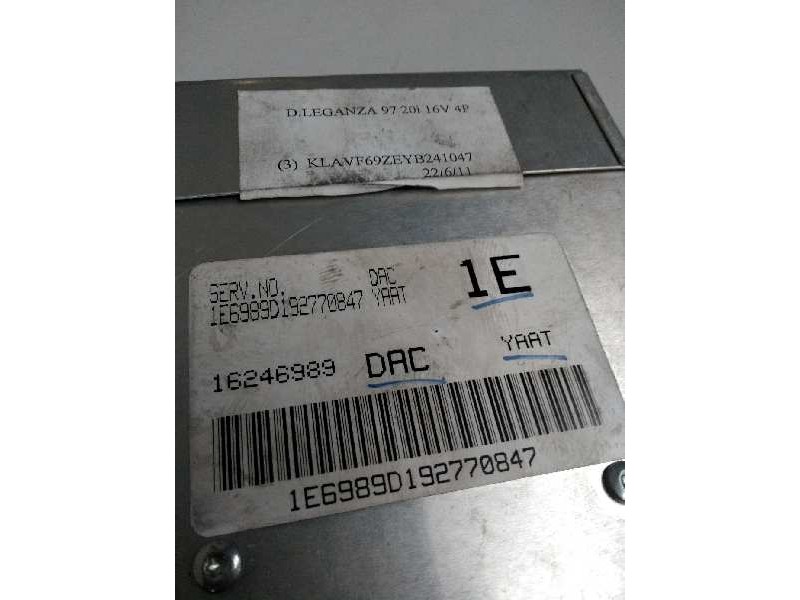 D.LEGANZA 97 20i 16V 4P
(3) KLAVF69ZEYB241047
22/6/11
SERV.NO. DAC 1E
1E6989D192770847 YAAT
16246989 DAC YAAT
1E6989D192770847